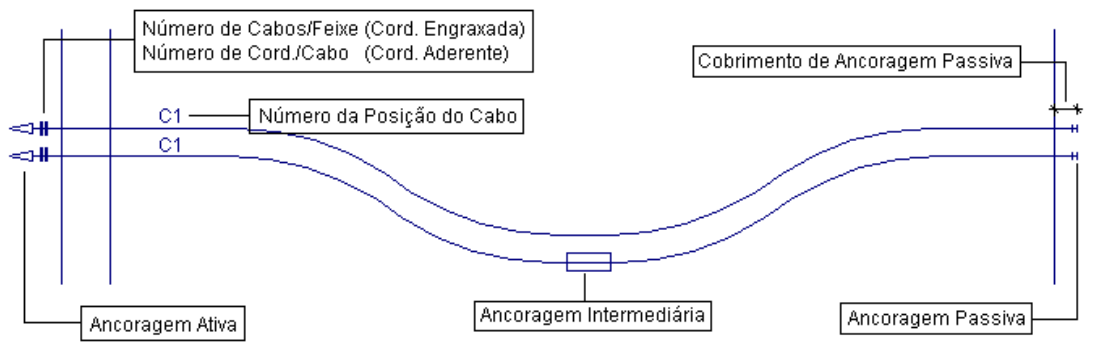 Número de Cabos/Feixe (Cord. Engraxada)
Número de Cord./Cabo (Cord. Aderente)
Cobrimento de Ancoragem Passiva
C1
Número da Posição do Cabo
C1
Ancoragem Intermediária
Ancoragem Ativa
Ancoragem Passiva